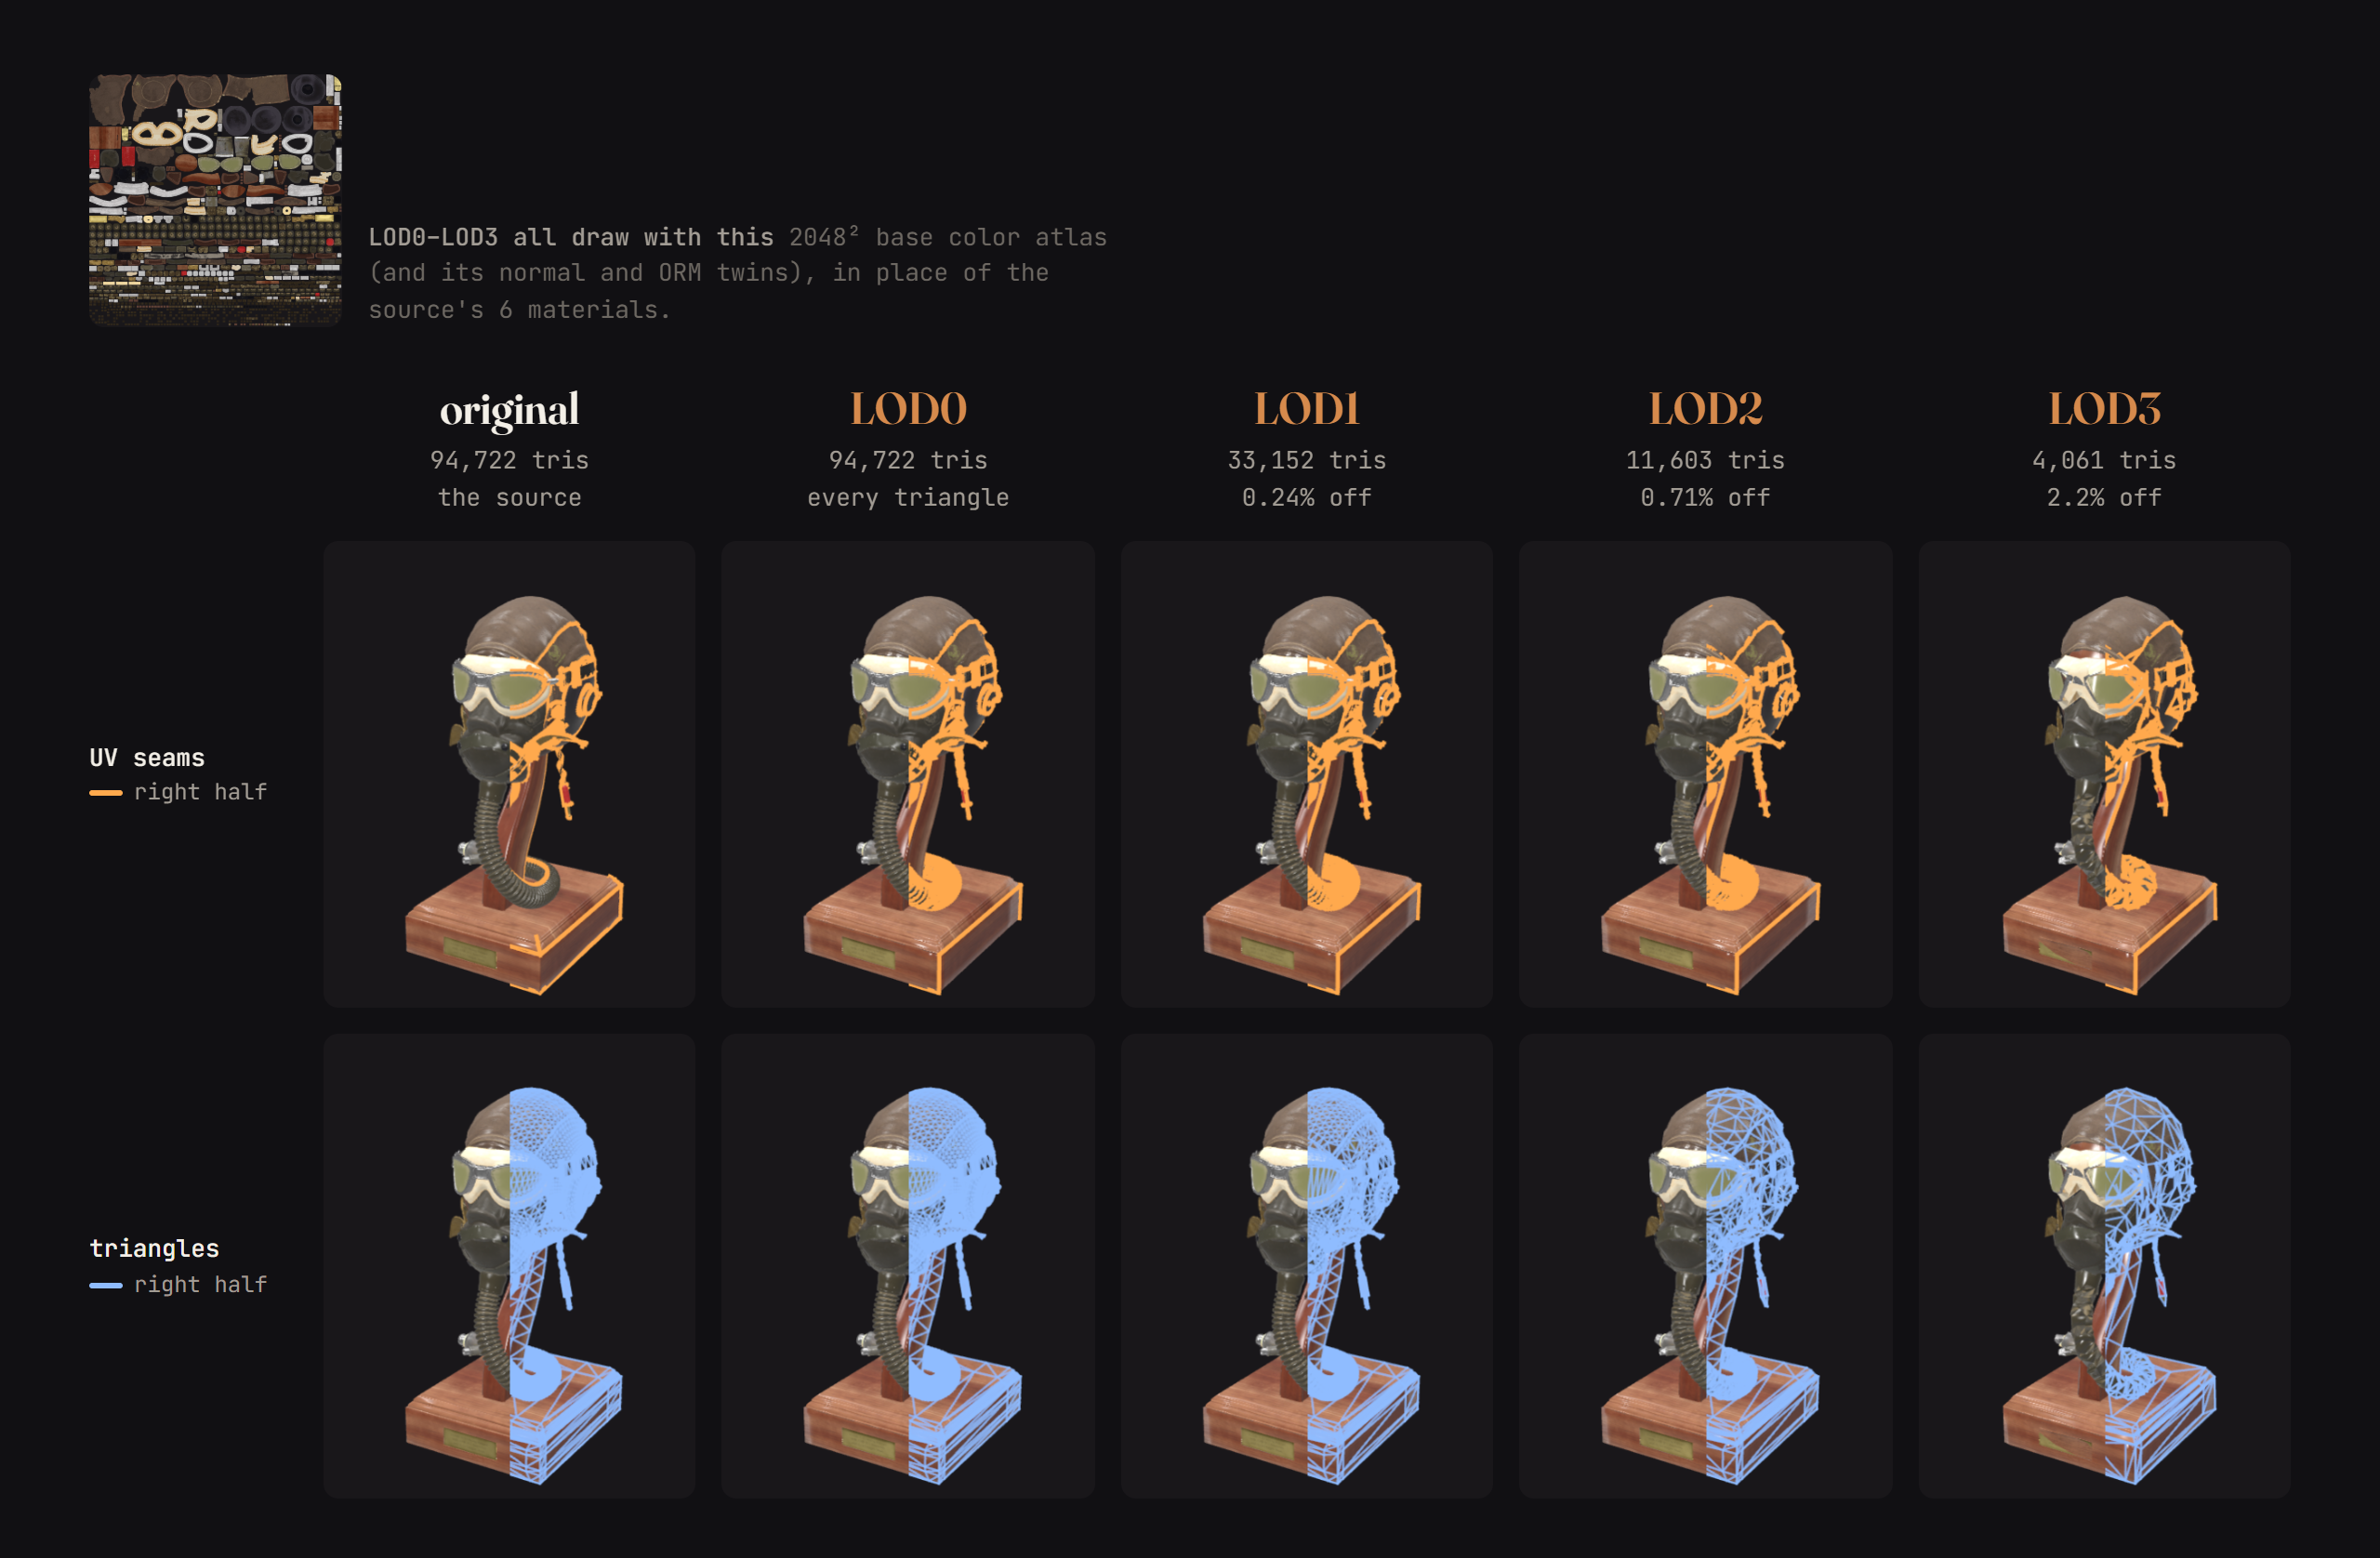 LOD0–LOD3 all draw with this 2048² base color atlas
(and its normal and ORM twins), in place of the
source's 6 materials.
original
94,722 tris
the source
LOD0
94,722 tris
every triangle
LOD1
33,152 tris
0.24% off
LOD2
11,603 tris
0.71% off
LOD3
4,061 tris
2.2% off
UV seams
right half
triangles
right half